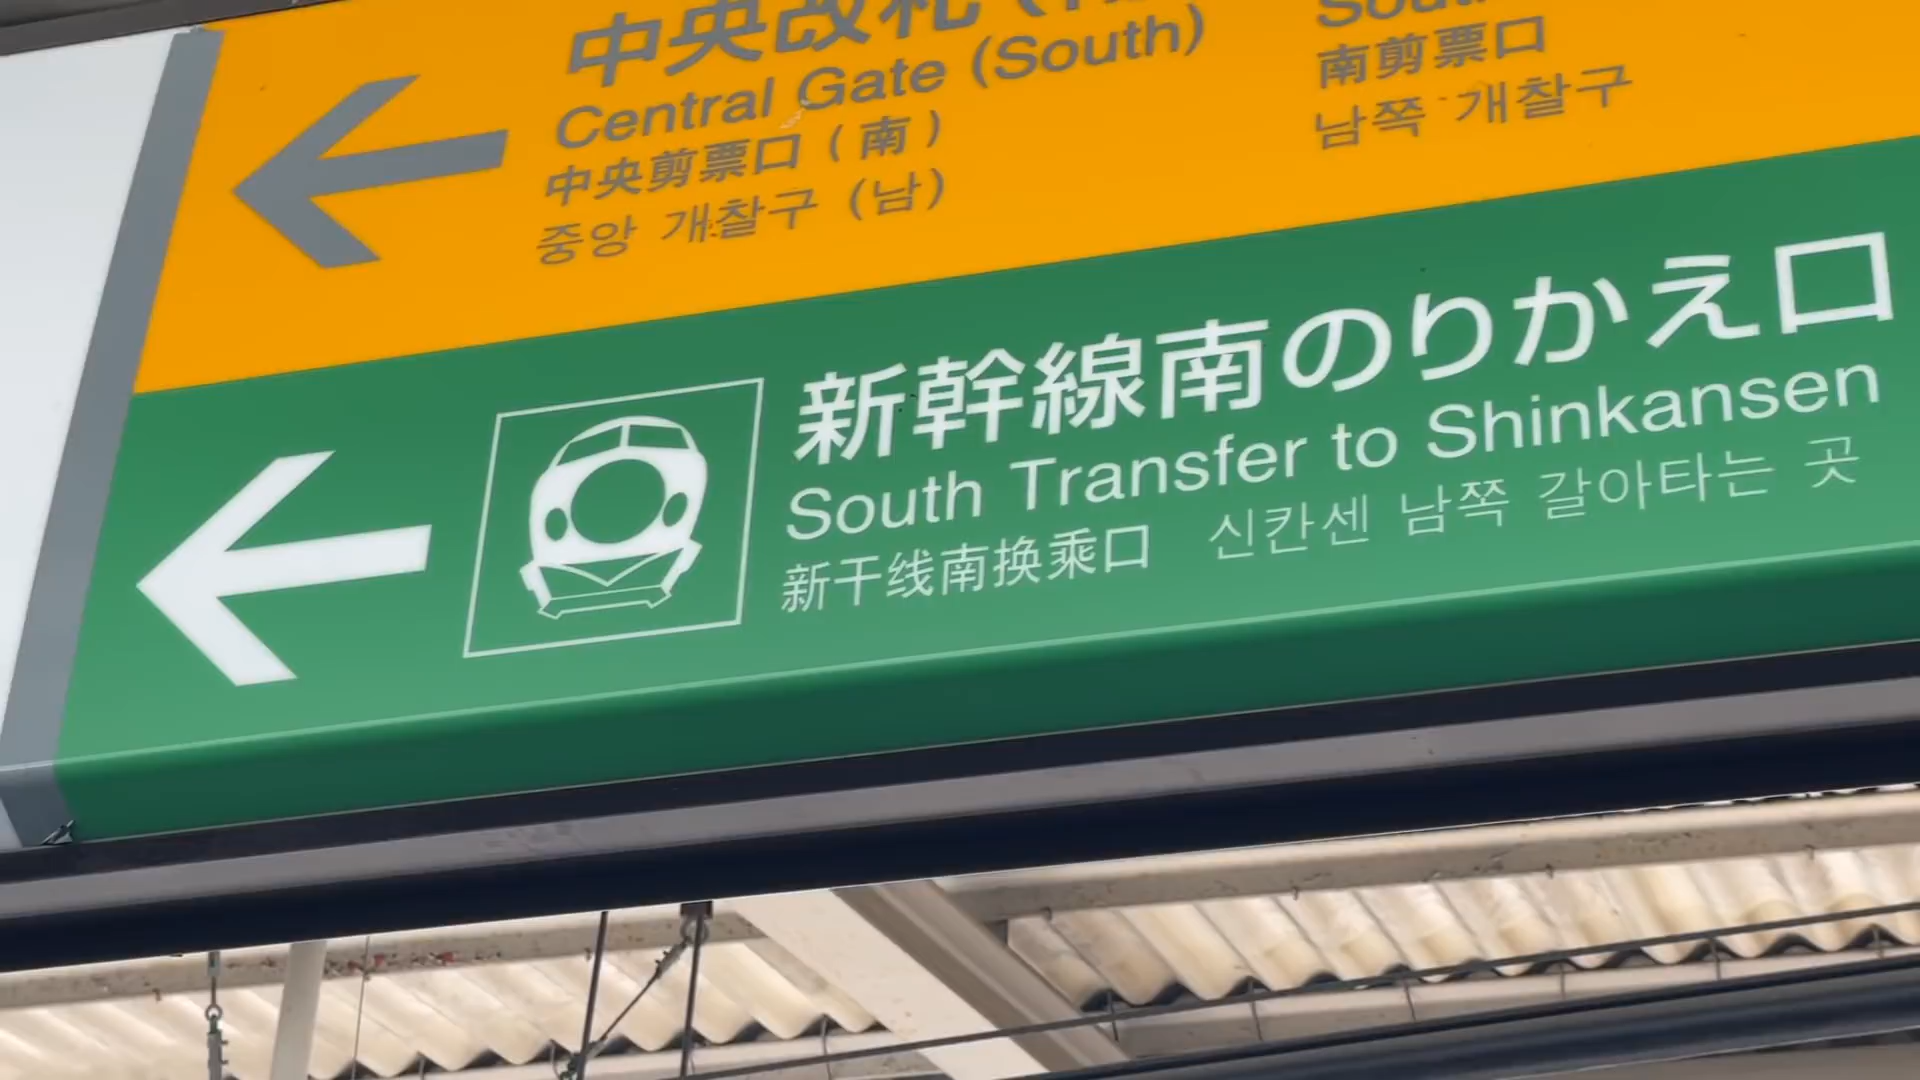 中央改札
Central Gate (South)
中央剪票口（南）
중앙 개찰구 (남)
南剪票口
남쪽 개찰구
新幹線南のりかえ口
South Transfer to Shinkansen
新干线南换乘口 신칸센 남쪽 갈아타는 곳